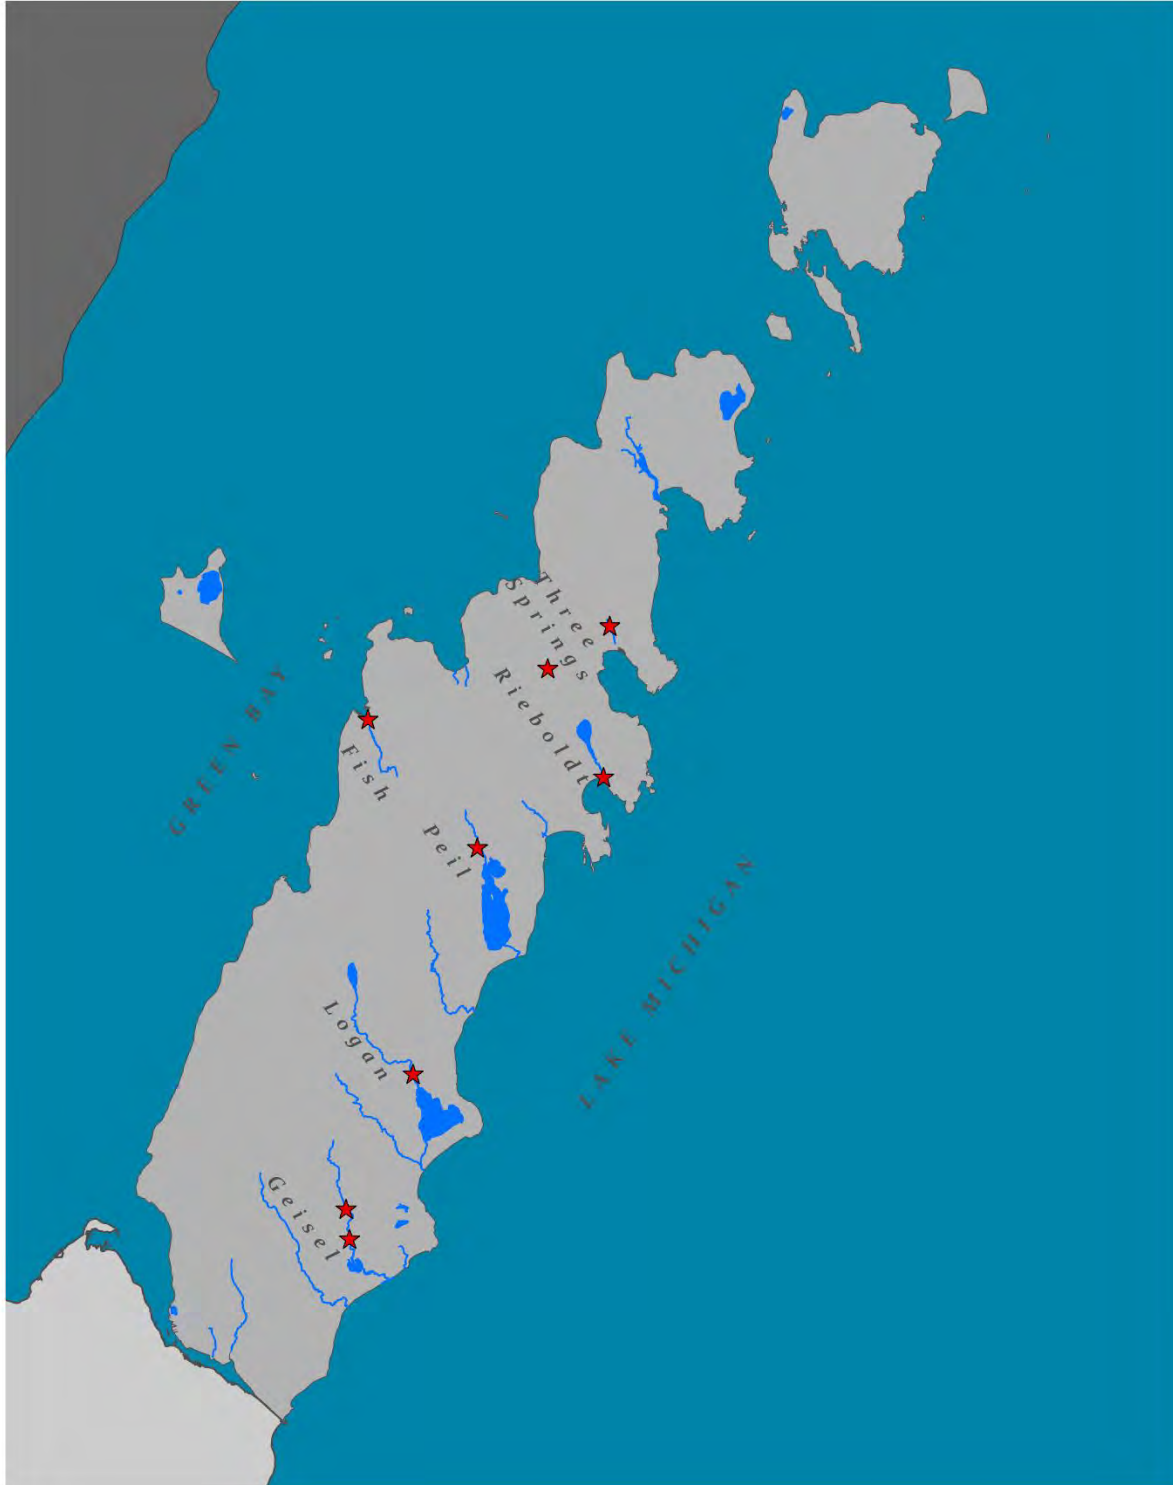 Three
Springs
Rieboldt
GREEN BAY
Fish
Peil
LAKE MICHIGAN
Logan
Geisel